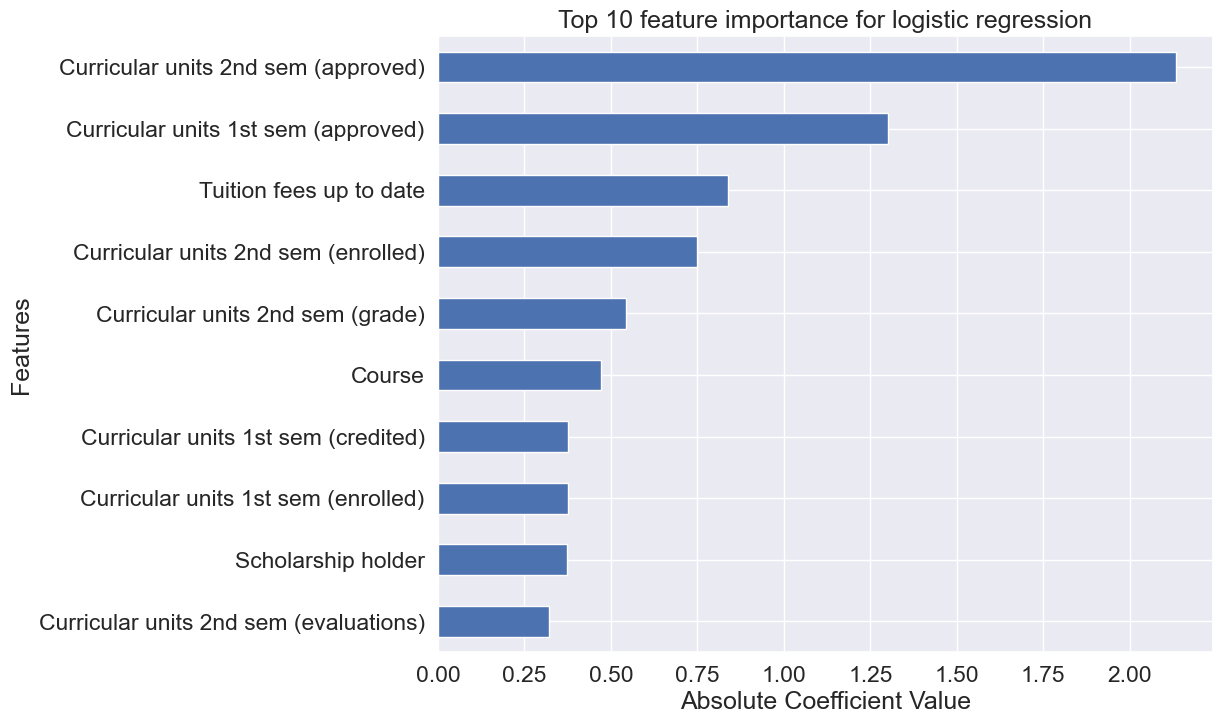 Top 10 feature importance for logistic regression
Features
Curricular units 2nd sem (approved)
Curricular units 1st sem (approved)
Tuition fees up to date
Curricular units 2nd sem (enrolled)
Curricular units 2nd sem (grade)
Course
Curricular units 1st sem (credited)
Curricular units 1st sem (enrolled)
Scholarship holder
Curricular units 2nd sem (evaluations)
0.00 0.25 0.50 0.75 1.00 1.25 1.50 1.75 2.00
Absolute Coefficient Value